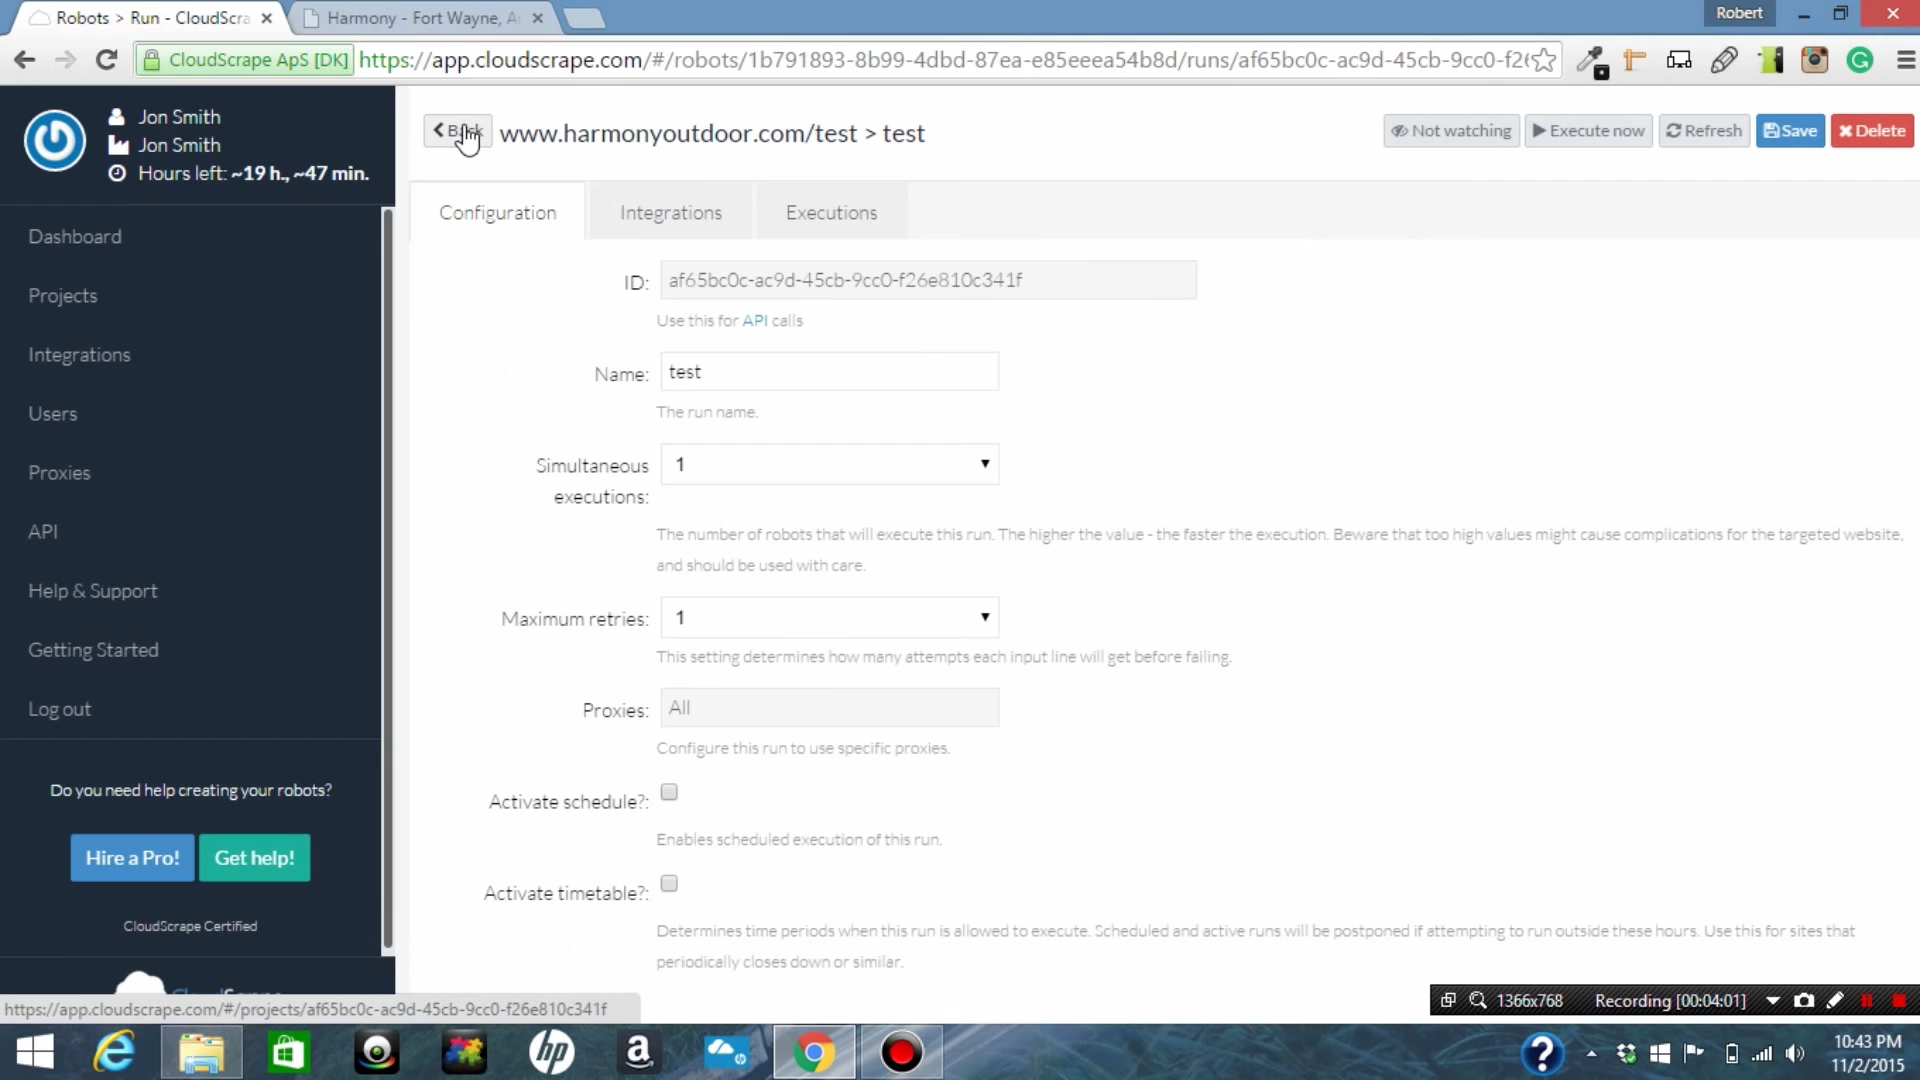 Robots > Run - CloudScra
Harmony - Fort Wayne, A
Robert
CloudScrape ApS [DK]
https://app.cloudscrape.com/#/robots/1b791893-8b99-4dbd-87ea-e85eeea54b8d/runs/af65bc0c-ac9d-45cb-9cc0-f26
Jon Smith
Jon Smith
Hours left: ~19 h., ~47 min.
Dashboard
Projects
Integrations
Users
Proxies
API
Help & Support
Getting Started
Log out
Do you need help creating your robots?
Hire a Pro!
Get help!
CloudScrape Certified
Back
www.harmonyoutdoor.com/test > test
Not watching
Execute now
Refresh
Save
Delete
Configuration
Integrations
Executions
ID:
af65bc0c-ac9d-45cb-9cc0-f26e810c341f
Use this for API calls
Name:
test
The run name.
Simultaneous
executions:
1
The number of robots that will execute this run. The higher the value - the faster the execution. Beware that too high values might cause complications for the targeted website,
and should be used with care.
Maximum retries:
1
This setting determines how many attempts each input line will get before failing.
Proxies:
All
Configure this run to use specific proxies.
Activate schedule?:
Enables scheduled execution of this run.
Activate timetable?:
Determines time periods when this run is allowed to execute. Scheduled and active runs will be postponed if attempting to run outside these hours. Use this for sites that
periodically closes down or similar.
https://app.cloudscrape.com/#/projects/af65bc0c-ac9d-45cb-9cc0-f26e810c341f
1366x768
Recording [00:04:01]
hp
a
?
10:43 PM
11/2/2015